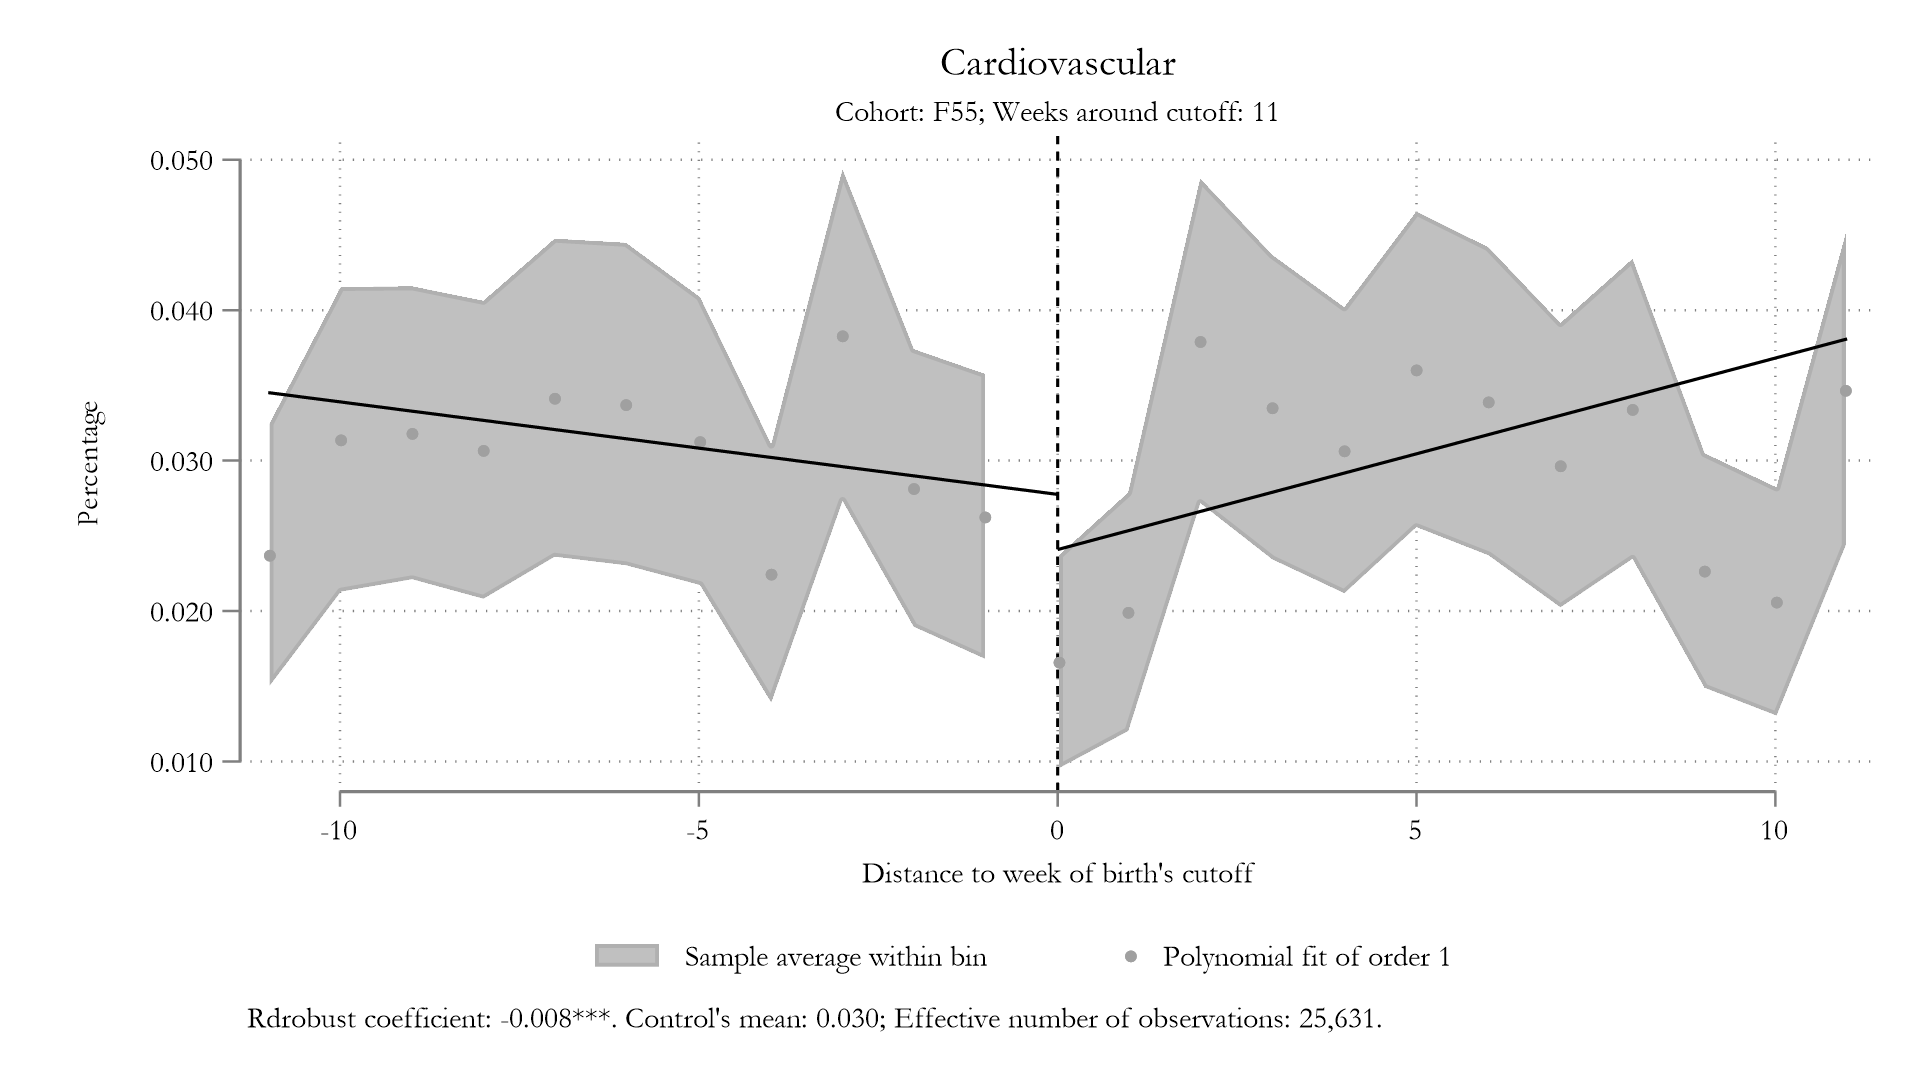 Cardiovascular
Cohort: F55; Weeks around cutoff: 11
0.050
0.040
0.030
0.020
0.010
Percentage
-10 -5 0 5 10
Distance to week of birth's cutoff
Sample average within bin Polynomial fit of order 1
Rdrobust coefficient: -0.008***. Control's mean: 0.030; Effective number of observations: 25,631.